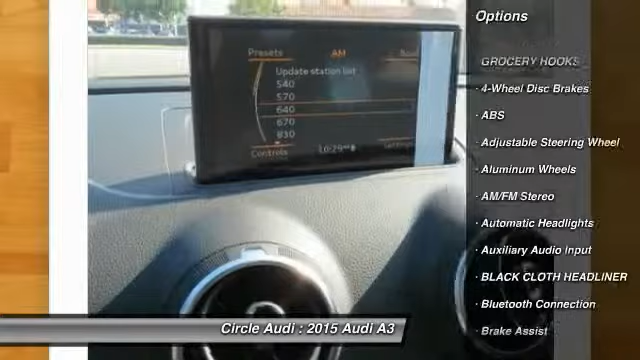 Options
GROCERY HOOKS
4-Wheel Disc Brakes
ABS
Adjustable Steering Wheel
Aluminum Wheels
AM/FM Stereo
Automatic Headlights
Auxiliary Audio Input
BLACK CLOTH HEADLINER
Bluetooth Connection
Brake Assist
Presets
AM
Update station list
540
570
640
670
830
Controls
10:29
Circle Audi : 2015 Audi A3